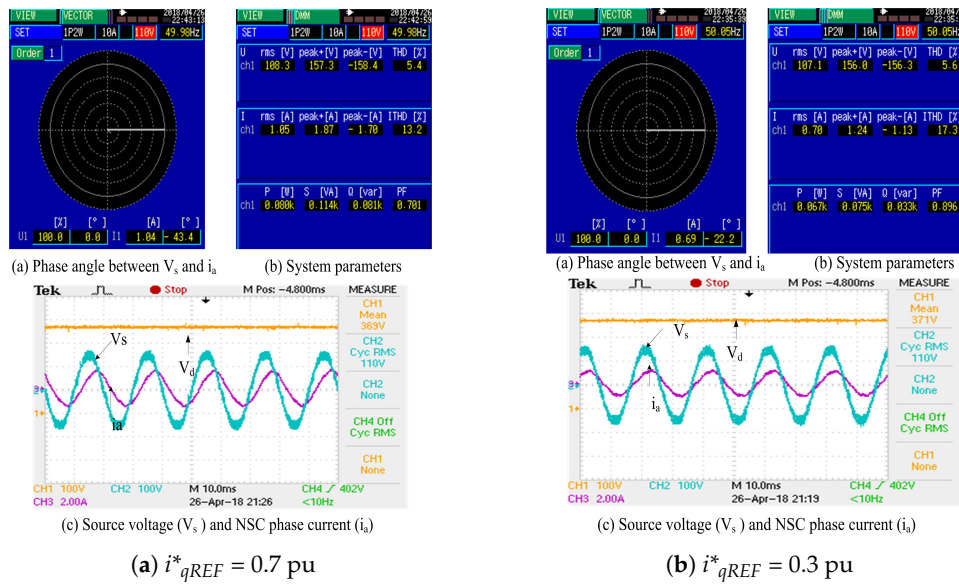 VIEW VECTOR 2018/04/26
22:43:13
SET 1P2W 10A 110V 49.98Hz
Order 1
[%] [° ] [A] [° ]
U1 100.0 0.0 I1 1.04 - 43.4
(a) Phase angle between Vs and ia
VIEW DMM 2018/04/26
22:42:59
SET 1P2W 10A 110V 49.98Hz
U rms [V] peak+[V] peak-[V] THD [%]
ch1 108.3 157.3 -158.4 5.4
I rms [A] peak+[A] peak-[A] ITHD [%]
ch1 1.05 1.87 - 1.70 13.2
P [W] S [VA] Q [var] PF
ch1 0.080k 0.114k 0.081k 0.701
(b) System parameters
Tek Stop M Pos: -4.800ms MEASURE
CH1
Mean
369V
CH2
Cyc RMS
110V
CH2
None
CH4 Off
Cyc RMS
CH1
None
Vs
Vd
ia
1
CH1 100V CH2 100V M 10.0ms CH4 402V
CH3 2.00A 26-Apr-18 21:26 <10Hz
(c) Source voltage (Vs ) and NSC phase current (ia)
(a) i*qREF = 0.7 pu
VIEW VECTOR 2018/04/26
22:35:39
SET 1P2W 10A 110V 50.05Hz
Order 1
[%] [° ] [A] [° ]
U1 100.0 0.0 I1 0.69 - 22.2
(a) Phase angle between Vs and ia
VIEW DMM 2018/04/26
22:35:
SET 1P2W 10A 110V 50.05Hz
U rms [V] peak+[V] peak-[V] THD [%]
ch1 107.1 156.0 -156.3 5.6
I rms [A] peak+[A] peak-[A] ITHD [%]
ch1 0.70 1.24 - 1.13 17.3
P [W] S [VA] Q [var] PF
ch1 0.067k 0.075k 0.033k 0.896
(b) System parameters
Tek Stop M Pos: -4.800ms MEASURE
CH1
Mean
371V
CH2
Cyc RMS
110V
CH2
None
CH4 Off
Cyc RMS
CH1
None
Vs
Vd
ia
1
CH1 100V CH2 100V M 10.0ms CH4 402V
CH3 2.00A 26-Apr-18 21:19 <10Hz
(c) Source voltage (Vs ) and NSC phase current (ia)
(b) i*qREF = 0.3 pu